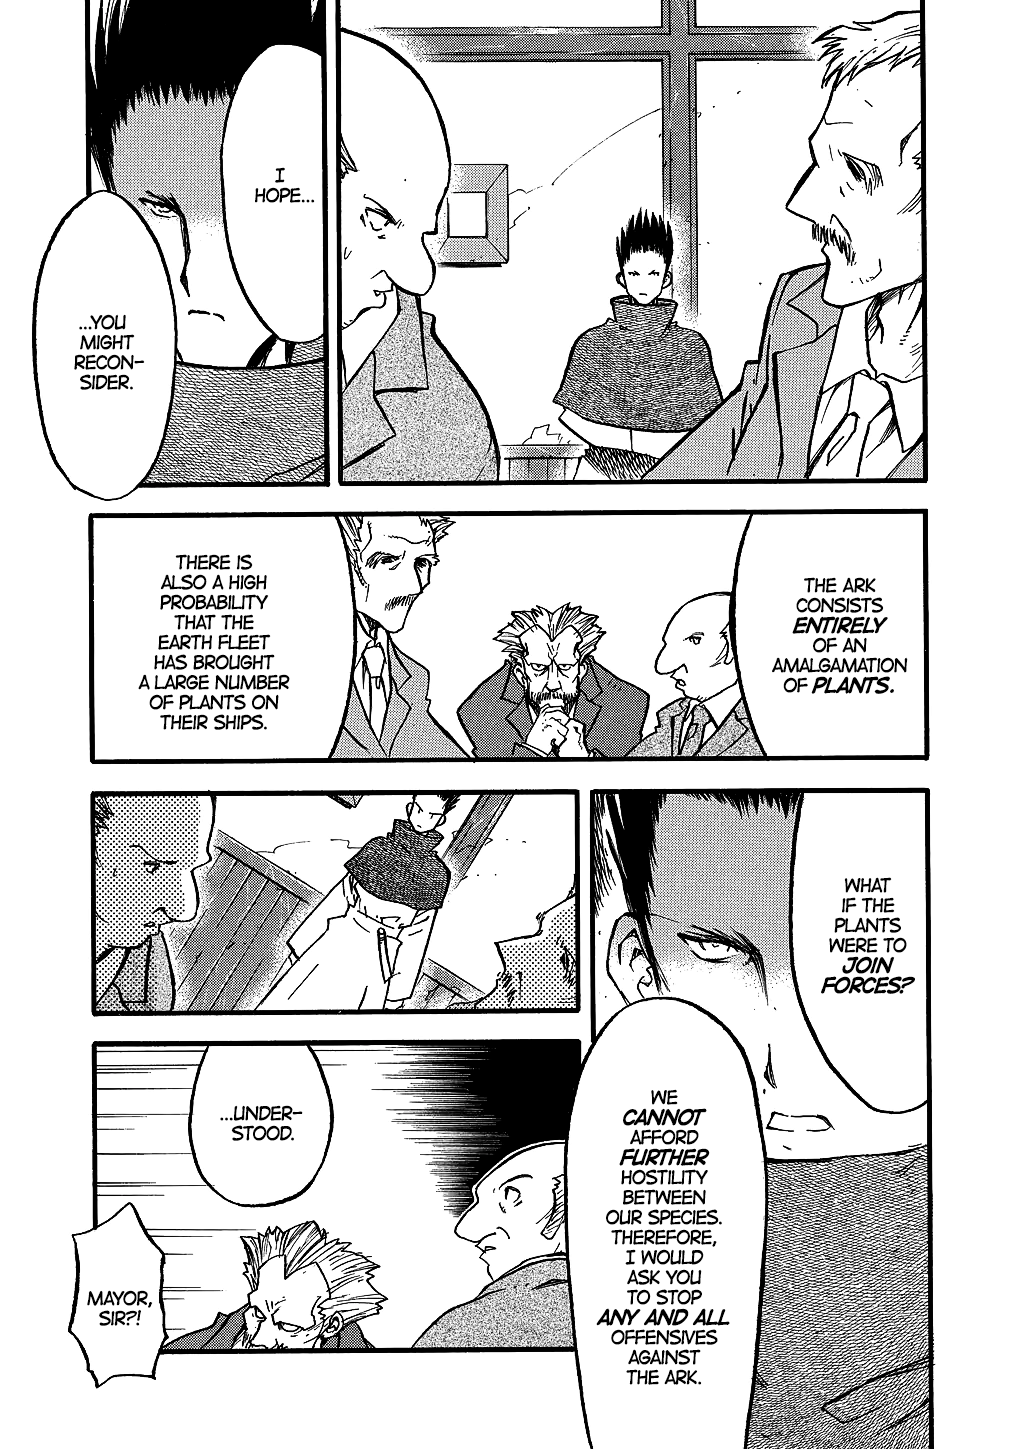 I
HOPE...
...YOU
MIGHT
RECON-
SIDER.
THE ARK
CONSISTS
ENTIRELY
OF AN
AMALGAMATION
OF PLANTS.
THERE IS
ALSO A HIGH
PROBABILITY
THAT THE
EARTH FLEET
HAS BROUGHT
A LARGE NUMBER
OF PLANTS ON
THEIR SHIPS.
WHAT
IF THE
PLANTS
WERE TO
JOIN
FORCES?
WE
CANNOT
AFFORD
FURTHER
HOSTILITY
BETWEEN
OUR SPECIES.
THEREFORE,
I WOULD
ASK YOU
TO STOP
ANY AND ALL
OFFENSIVES
AGAINST
THE ARK.
...UNDER-
STOOD.
MAYOR,
SIR?!